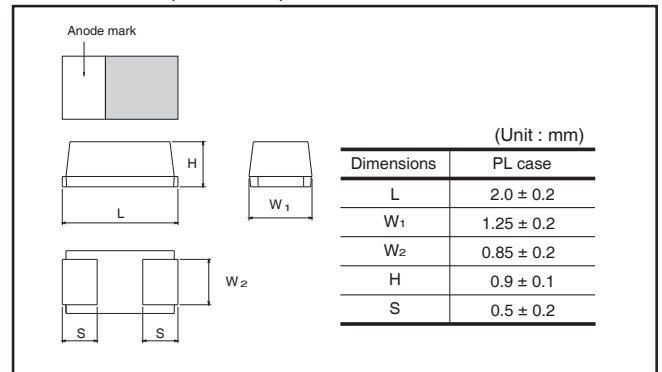 Anode mark
H
L
W1
W2
S
S
(Unit : mm)
Dimensions PL case
L 2.0 ± 0.2
W1 1.25 ± 0.2
W2 0.85 ± 0.2
H 0.9 ± 0.1
S 0.5 ± 0.2